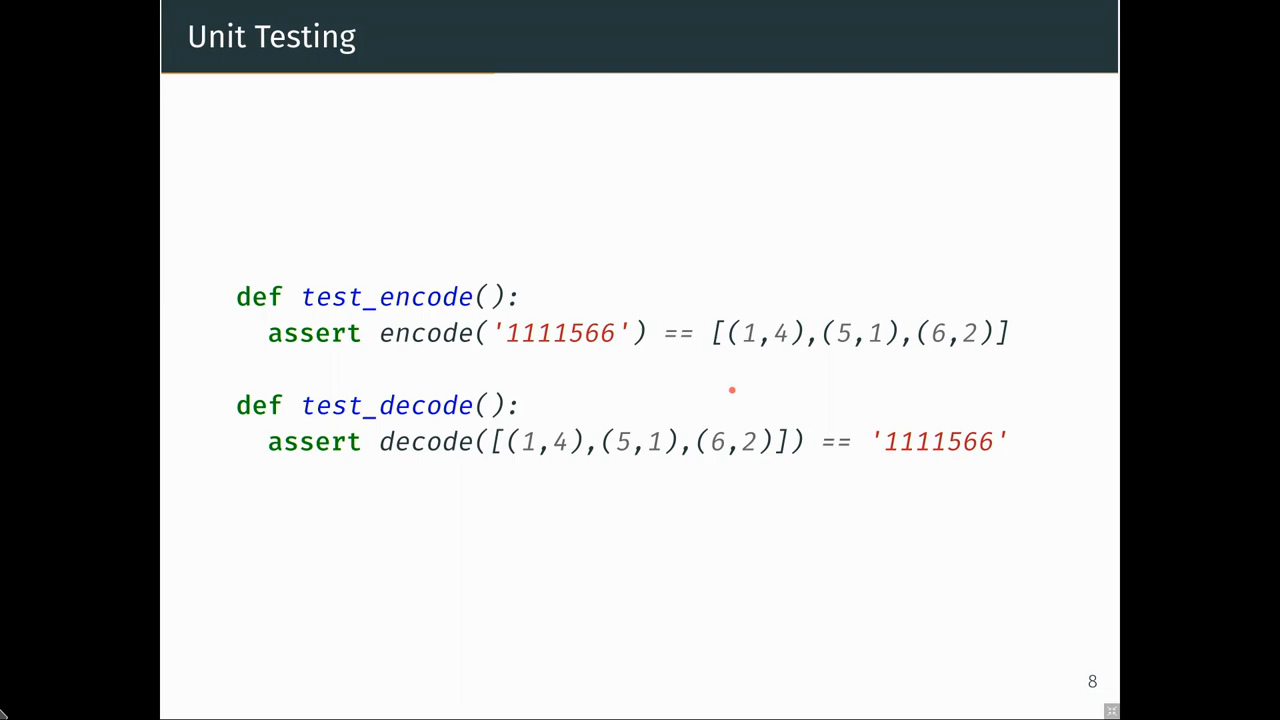 Unit Testing
def test_encode():
assert encode('1111566') == [(1,4),(5,1),(6,2)]
def test_decode():
assert decode([(1,4),(5,1),(6,2)]) == '1111566'
8